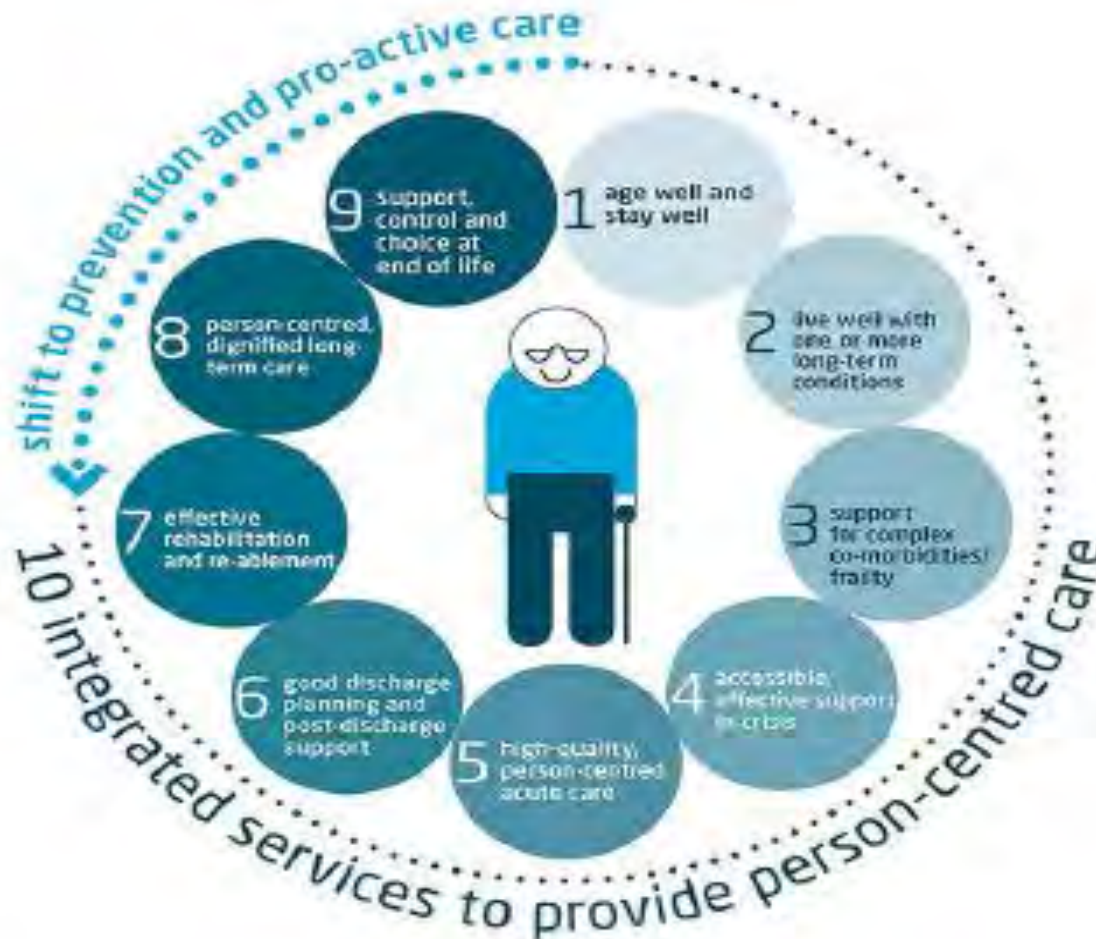 shift to prevention and pro-active care
1 age well and
stay well
2 live well with
one or more
long-term
conditions
3 support
for complex
co-morbidities/
frailty
4 accessible,
effective support
in crisis
5 high-quality,
person-centred
acute care
6 good discharge
planning and
post-discharge
support
7 effective
rehabilitation
and re-ablement
8 person-centred,
dignified long-
term care
9 support,
control and
choice at
end of life
10 integrated services to provide person-centred care